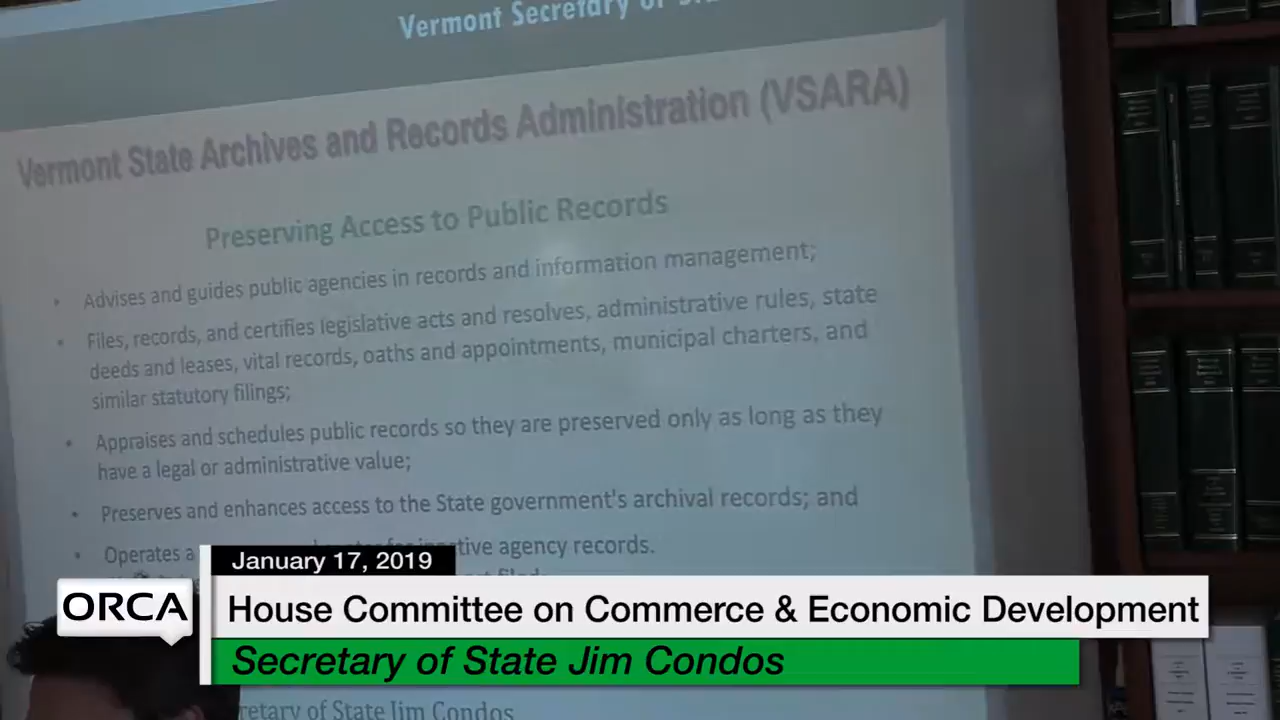 Vermont Secretary of
Vermont State Archives and Records Administration (VSARA)
Preserving Access to Public Records
• Advises and guides public agencies in records and information management;
• Files, records, and certifies legislative acts and resolves, administrative rules, state
deeds and leases, vital records, oaths and appointments, municipal charters, and
similar statutory filings;
• Appraises and schedules public records so they are preserved only as long as they
have a legal or administrative value;
• Preserves and enhances access to the State government's archival records; and
• Operates a agency records.
January 17, 2019
ORCA
House Committee on Commerce & Economic Development
Secretary of State Jim Condos
of State Jim Condos